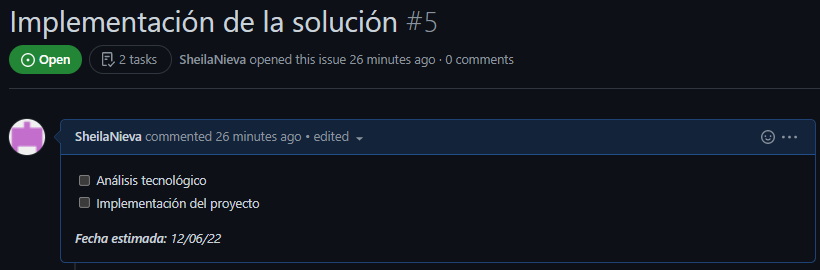 Implementación de la solución #5
Open 2 tasks SheilaNieva opened this issue 26 minutes ago · 0 comments
SheilaNieva commented 26 minutes ago • edited
Análisis tecnológico
Implementación del proyecto
Fecha estimada: 12/06/22